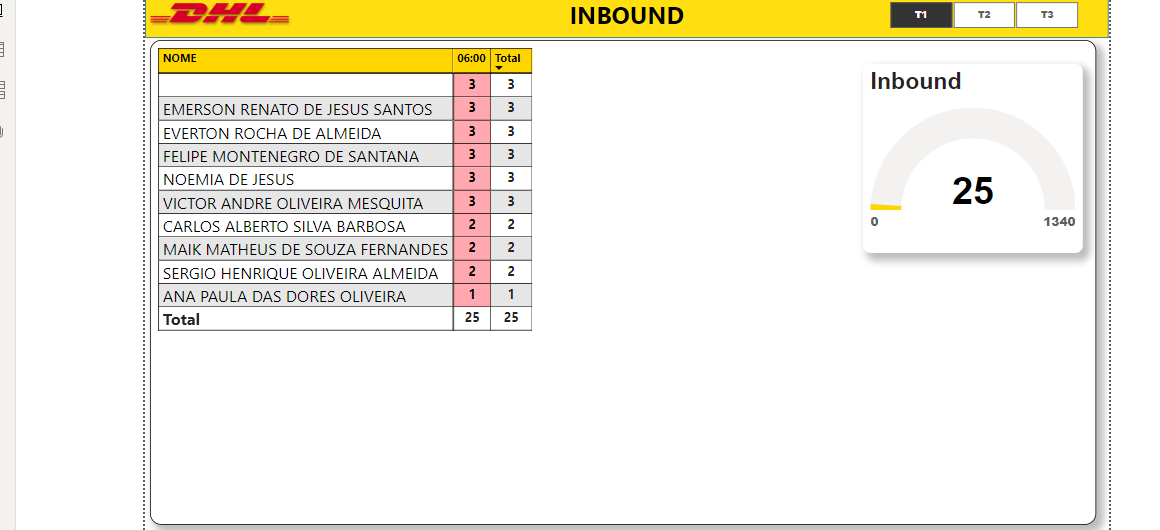 DHL
INBOUND
T1 T2 T3
NOME 06:00 Total
3 3
EMERSON RENATO DE JESUS SANTOS 3 3
EVERTON ROCHA DE ALMEIDA 3 3
FELIPE MONTENEGRO DE SANTANA 3 3
NOEMIA DE JESUS 3 3
VICTOR ANDRE OLIVEIRA MESQUITA 3 3
CARLOS ALBERTO SILVA BARBOSA 2 2
MAIK MATHEUS DE SOUZA FERNANDES 2 2
SERGIO HENRIQUE OLIVEIRA ALMEIDA 2 2
ANA PAULA DAS DORES OLIVEIRA 1 1
Total 25 25
Inbound
25
0 1340